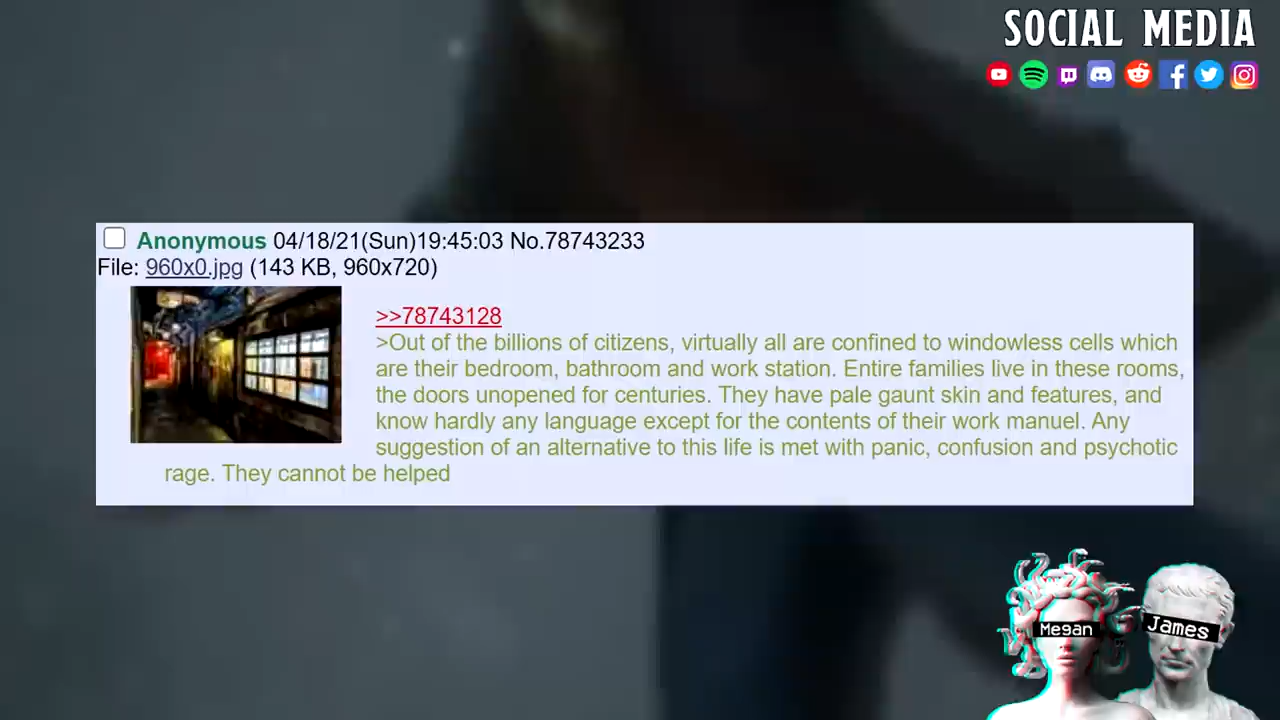 SOCIAL MEDIA
Anonymous 04/18/21(Sun)19:45:03 No.78743233
File: 960x0.jpg (143 KB, 960x720)
>>78743128
>Out of the billions of citizens, virtually all are confined to windowless cells which
are their bedroom, bathroom and work station. Entire families live in these rooms,
the doors unopened for centuries. They have pale gaunt skin and features, and
know hardly any language except for the contents of their work manuel. Any
suggestion of an alternative to this life is met with panic, confusion and psychotic
rage. They cannot be helped
Megan
James